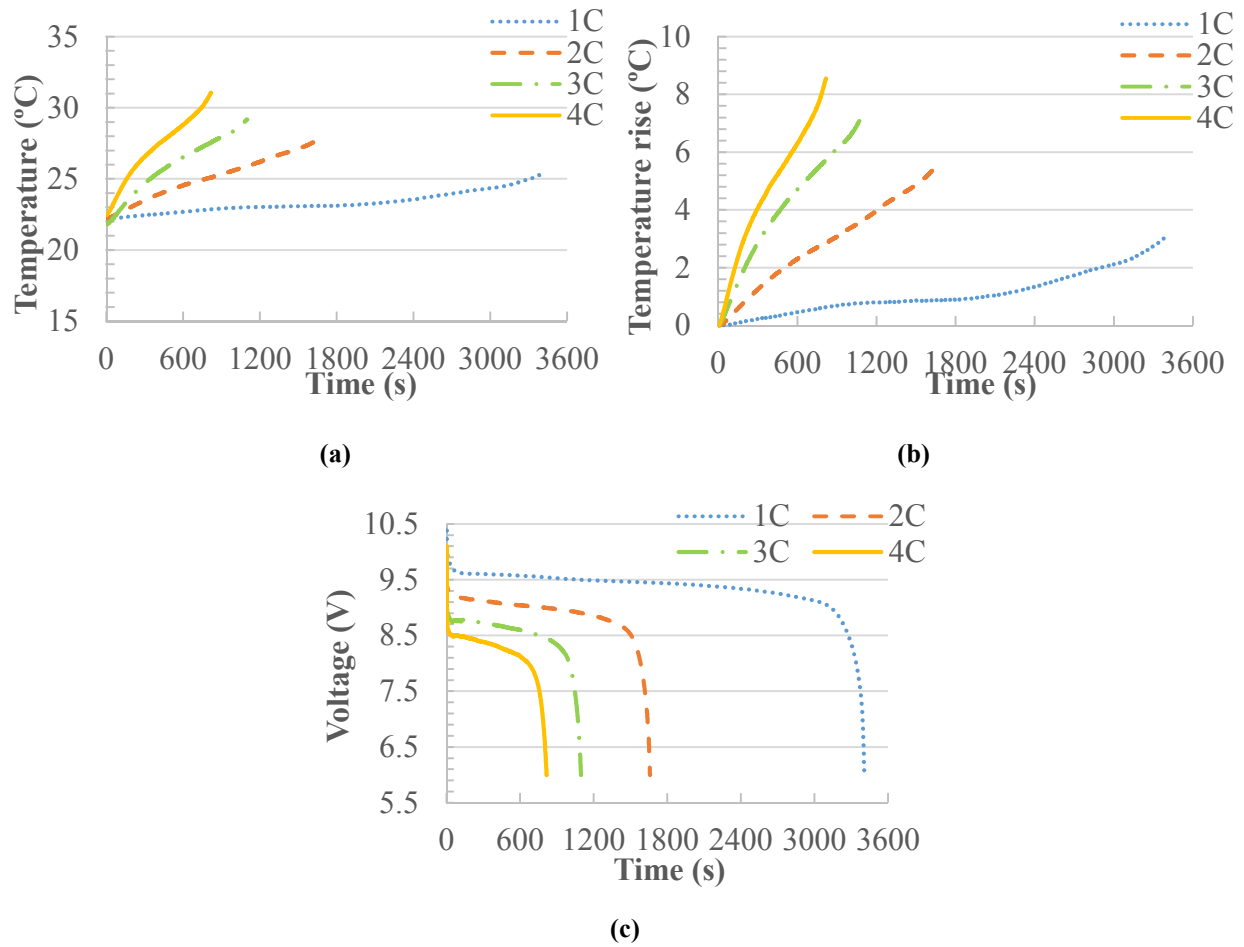 1C
2C
3C
4C
35
30
25
20
15
Temperature (ºC)
0 600 1200 1800 2400 3000 3600
Time (s)
(a)
1C
2C
3C
4C
10
8
6
4
2
0
Temperature rise (ºC)
0 600 1200 1800 2400 3000 3600
Time (s)
(b)
1C 2C
3C 4C
10.5
9.5
8.5
7.5
6.5
5.5
Voltage (V)
0 600 1200 1800 2400 3000 3600
Time (s)
(c)